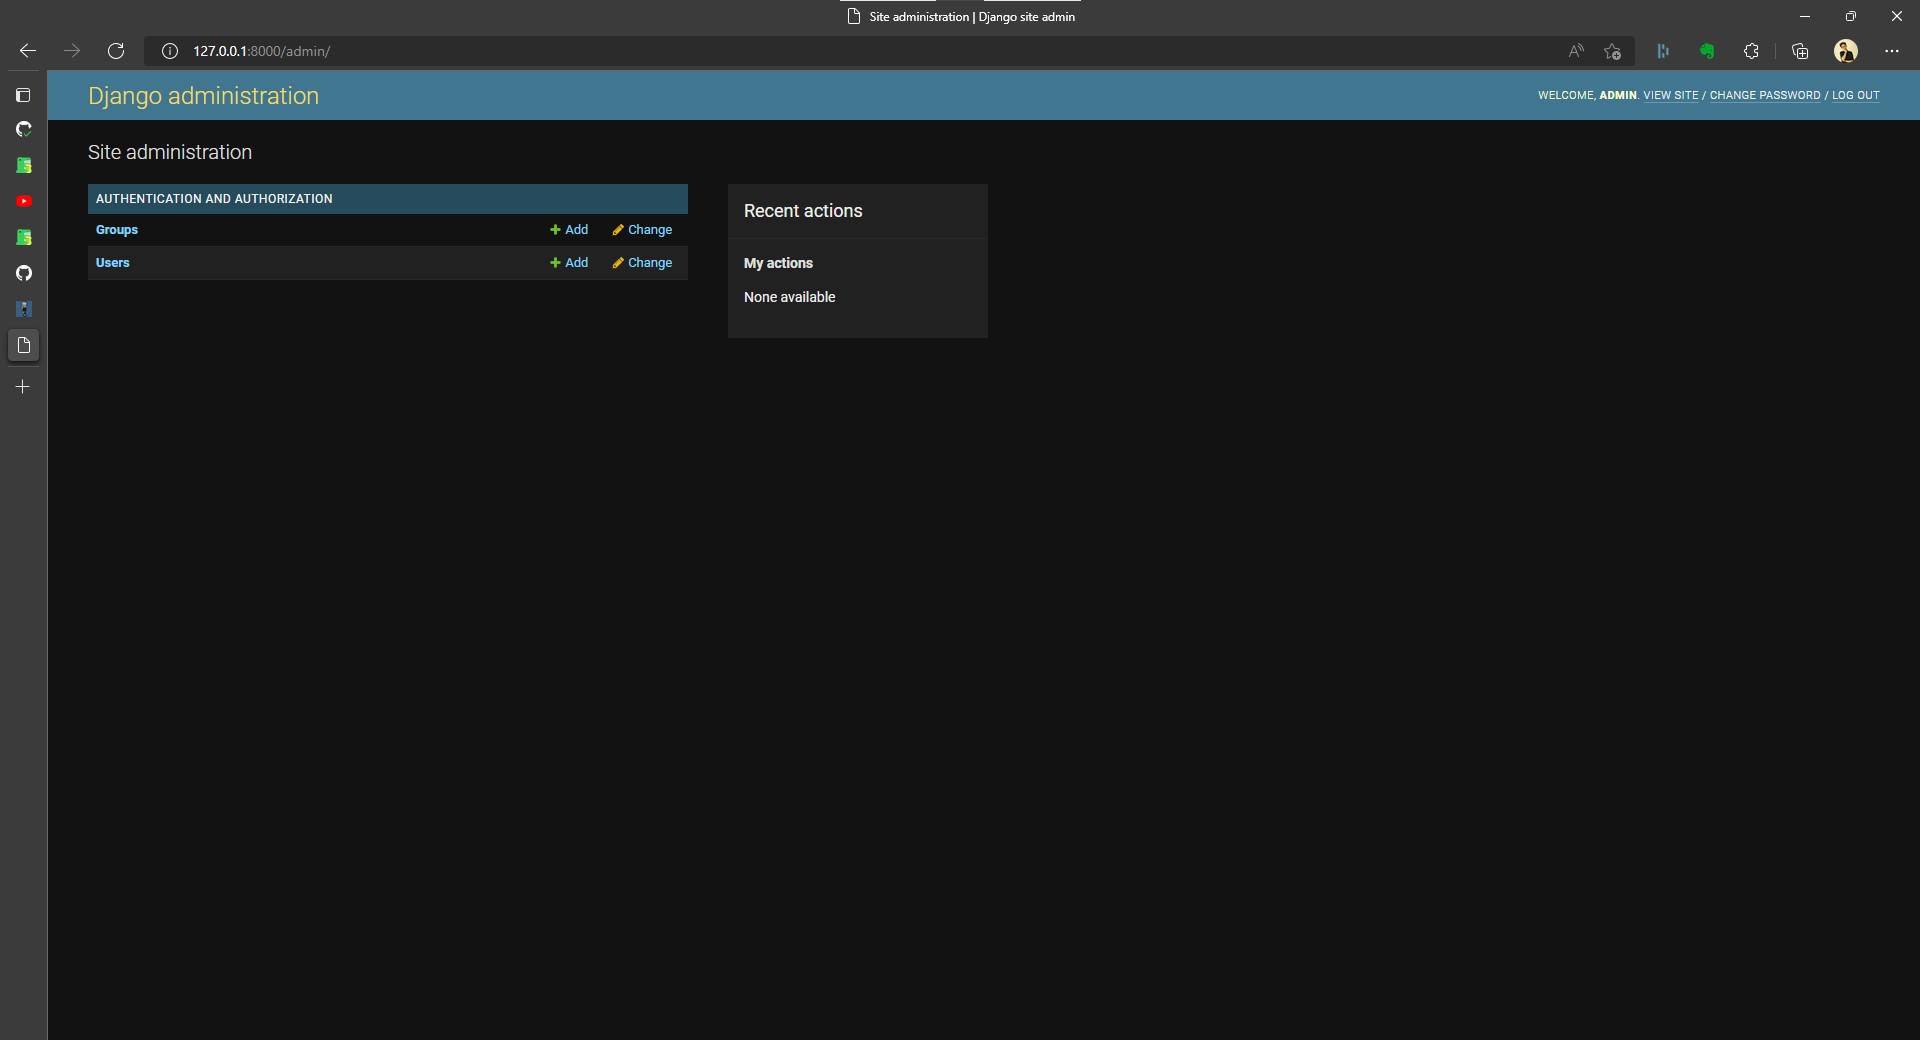 Site administration | Django site admin
127.0.0.1:8000/admin/
Django administration
WELCOME, ADMIN. VIEW SITE / CHANGE PASSWORD / LOG OUT
Site administration
AUTHENTICATION AND AUTHORIZATION
Groups
Add
Change
Users
Add
Change
Recent actions
My actions
None available